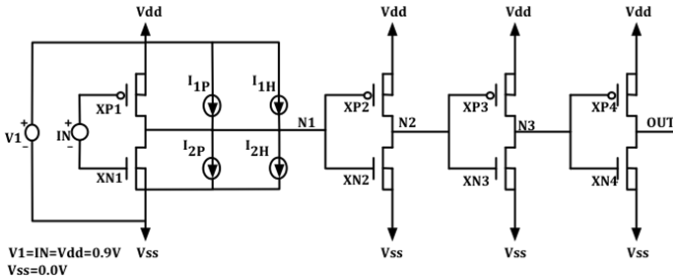 Vdd
Vdd
Vdd
Vdd
I1P
I1H
XP1
XP2
XP3
XP4
V1
+
−
IN
+
−
N1
N2
N3
OUT
I2P
I2H
XN1
XN2
XN3
XN4
Vss
Vss
Vss
Vss
V1=IN=Vdd=0.9V
Vss=0.0V